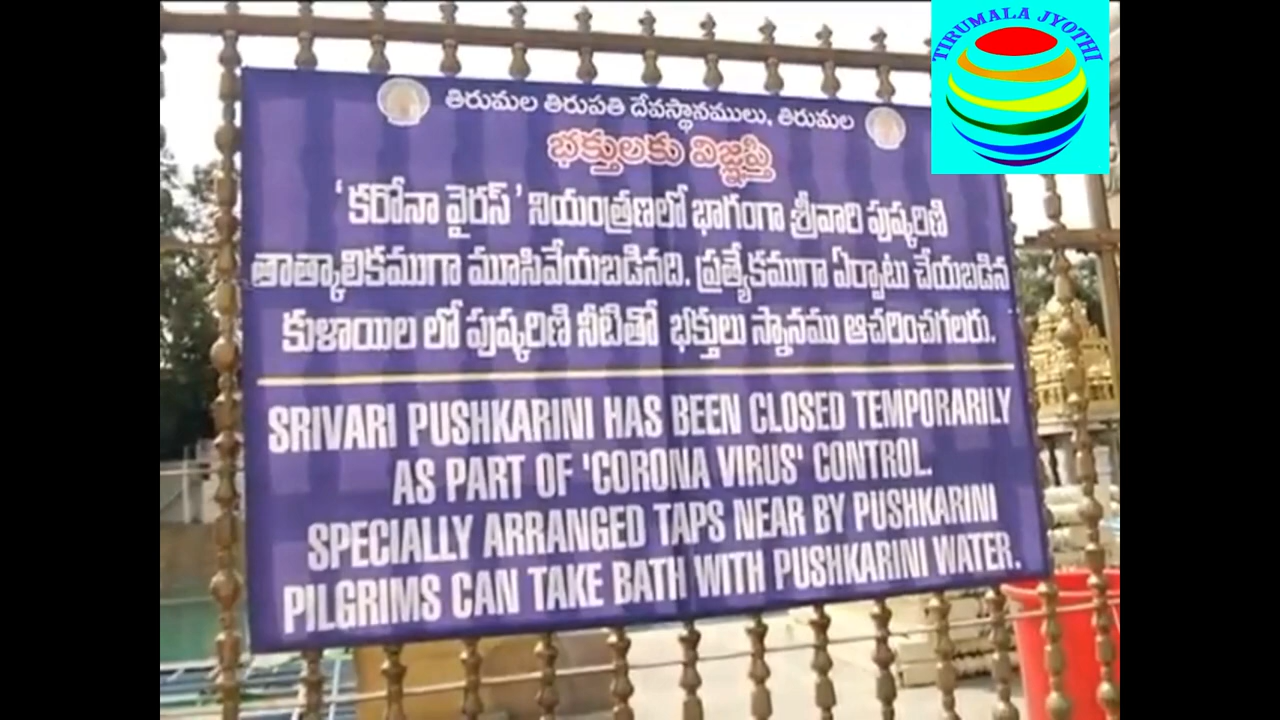 TIRUMALA JYOTHI
తిరుమల తిరుపతి దేవస్థానములు, తిరుమల
భక్తులకు విజ్ఞప్తి
'కరోనా వైరస్' నియంత్రణలో భాగంగా శ్రీవారి పుష్కరిణి
తాత్కాలికముగా మూసివేయబడినది. ప్రత్యేకముగా ఏర్పాటు చేయబడిన
కుళాయిల లో పుష్కరిణి నీటితో భక్తులు స్నానము ఆచరించగలరు.
SRIVARI PUSHKARINI HAS BEEN CLOSED TEMPORARILY
AS PART OF 'CORONA VIRUS' CONTROL.
SPECIALLY ARRANGED TAPS NEAR BY PUSHKARINI
PILGRIMS CAN TAKE BATH WITH PUSHKARINI WATER.